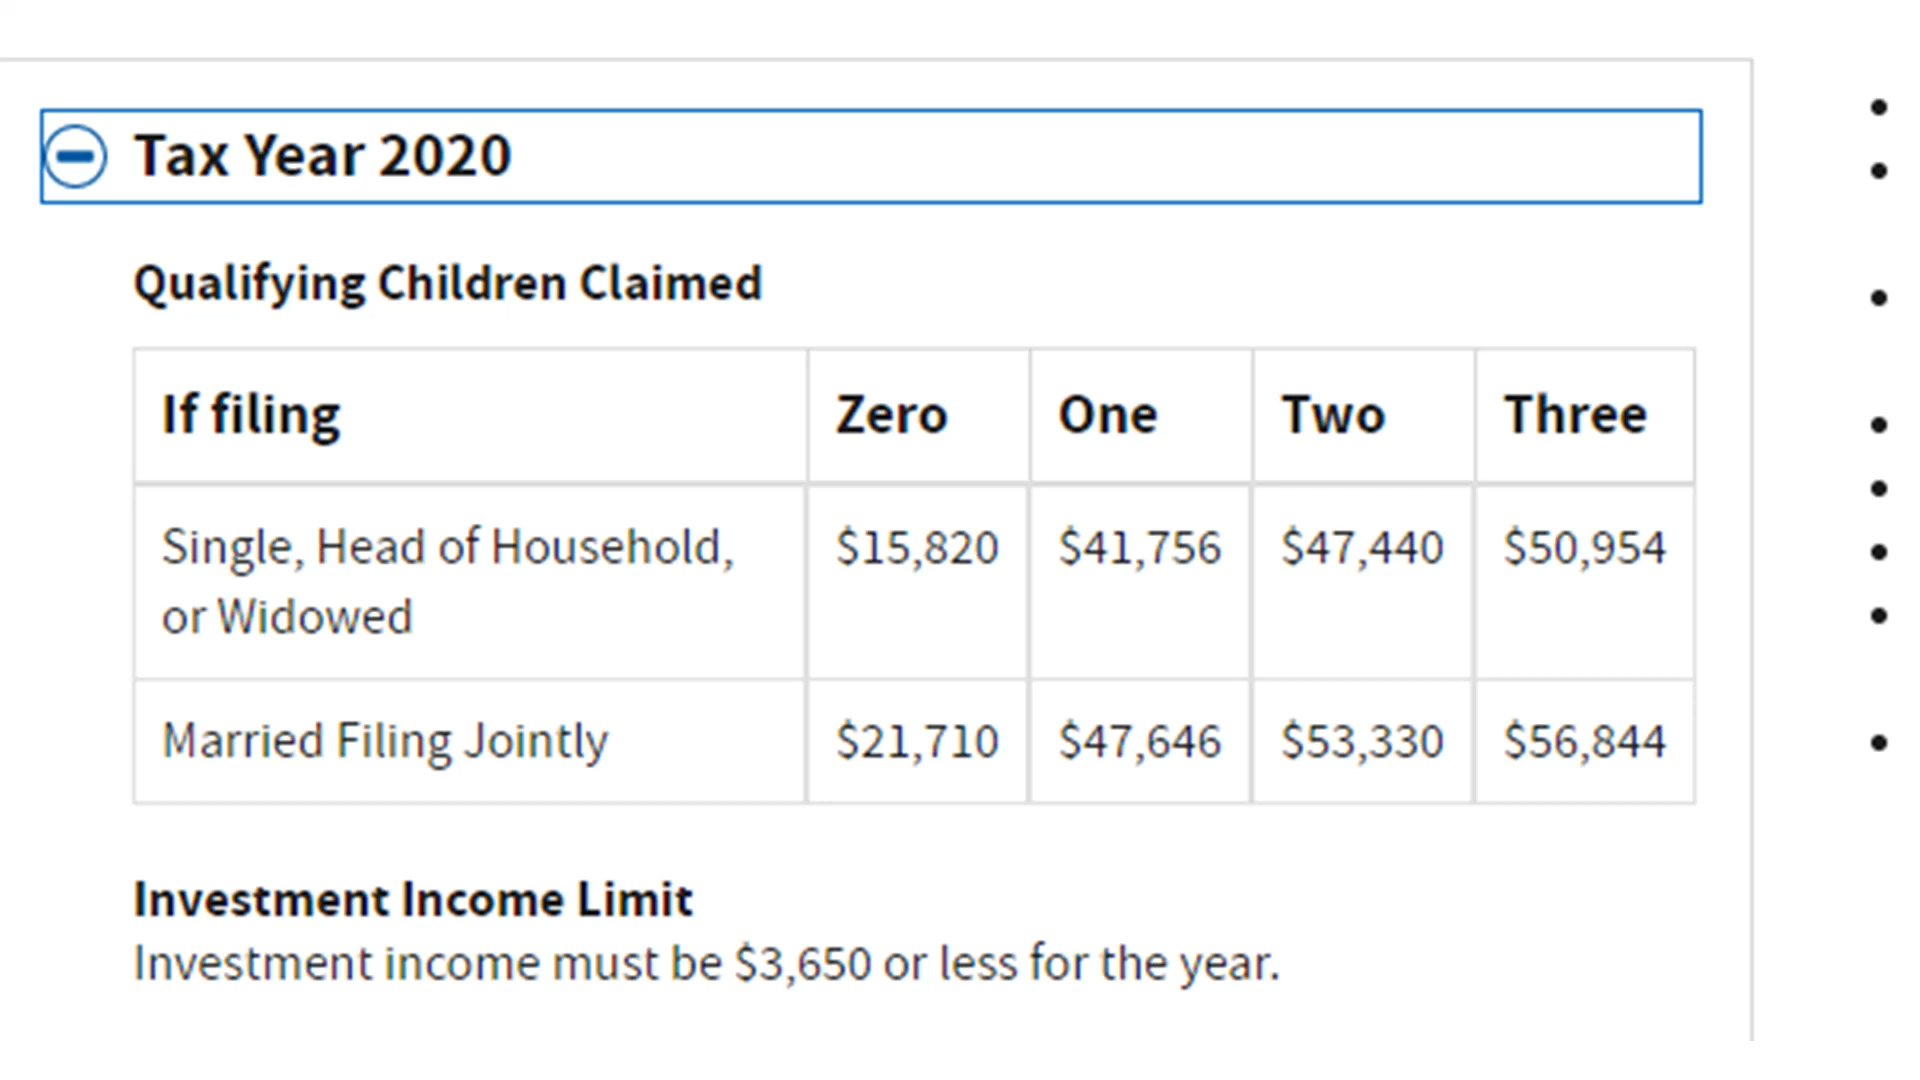 Tax Year 2020
Qualifying Children Claimed
If filing Zero One Two Three
Single, Head of Household, $15,820 $41,756 $47,440 $50,954
or Widowed
Married Filing Jointly $21,710 $47,646 $53,330 $56,844
Investment Income Limit
Investment income must be $3,650 or less for the year.